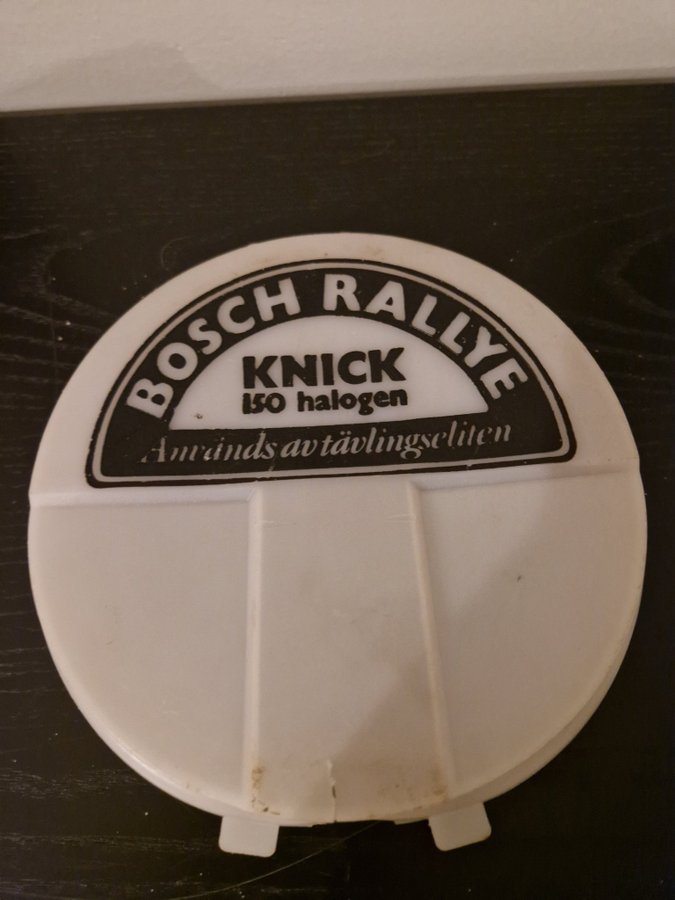 BOSCH RALLYE
KNICK
150 halogen
Används av tävlingseliten